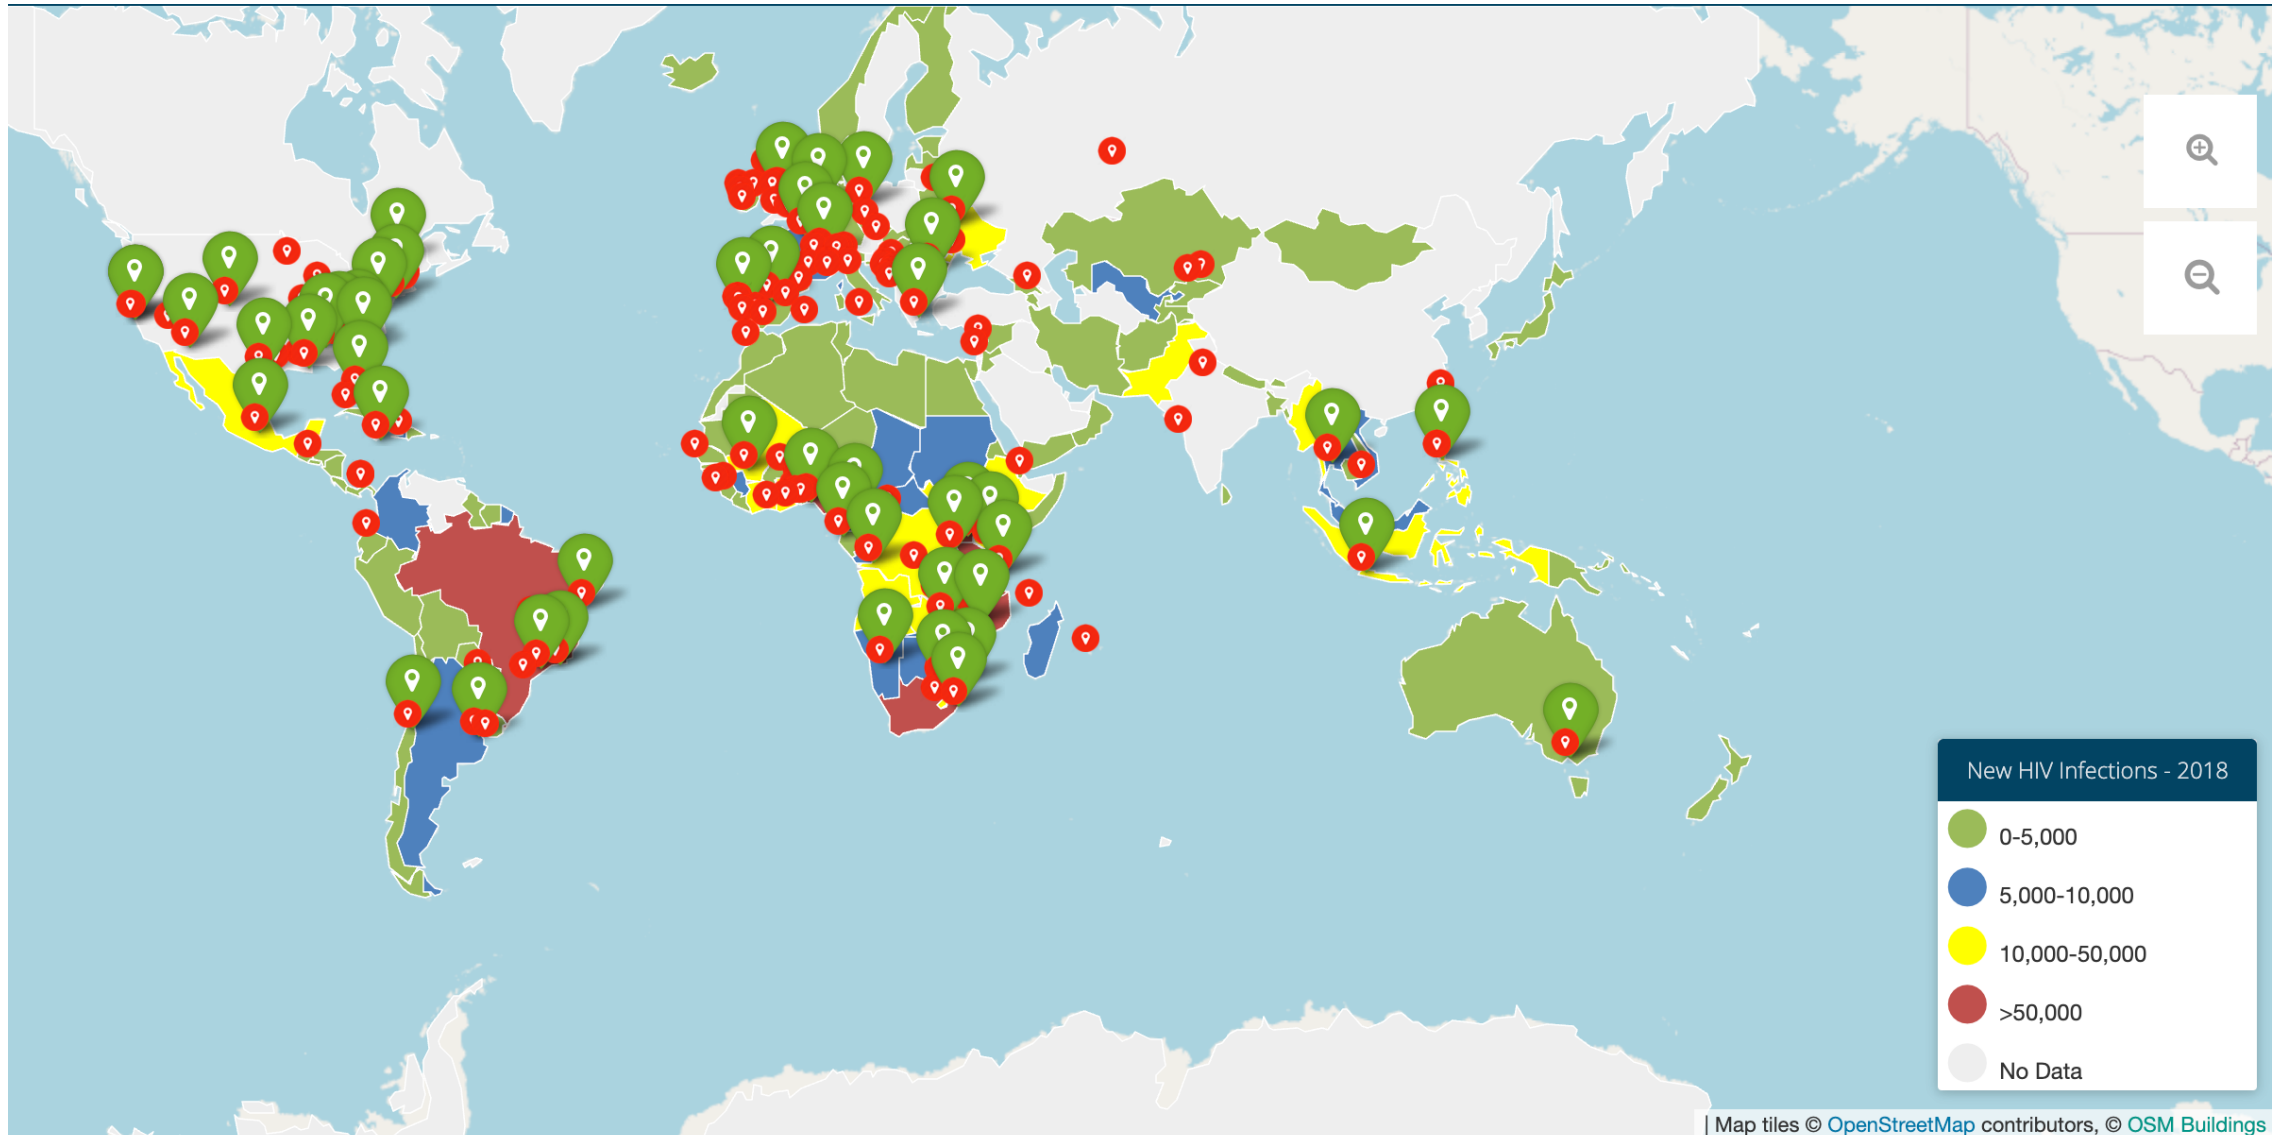 New HIV Infections - 2018
0-5,000
5,000-10,000
10,000-50,000
>50,000
No Data
| Map tiles © OpenStreetMap contributors, © OSM Buildings